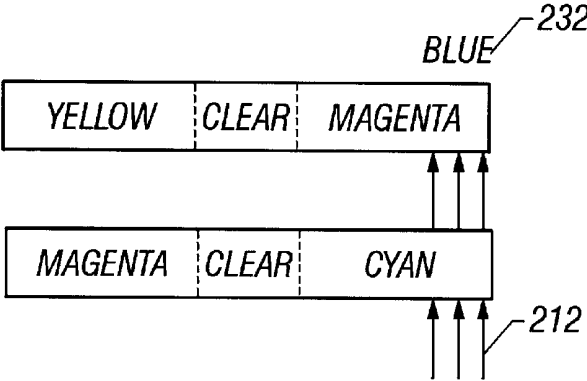 232
BLUE
YELLOW CLEAR MAGENTA
MAGENTA CLEAR CYAN
212